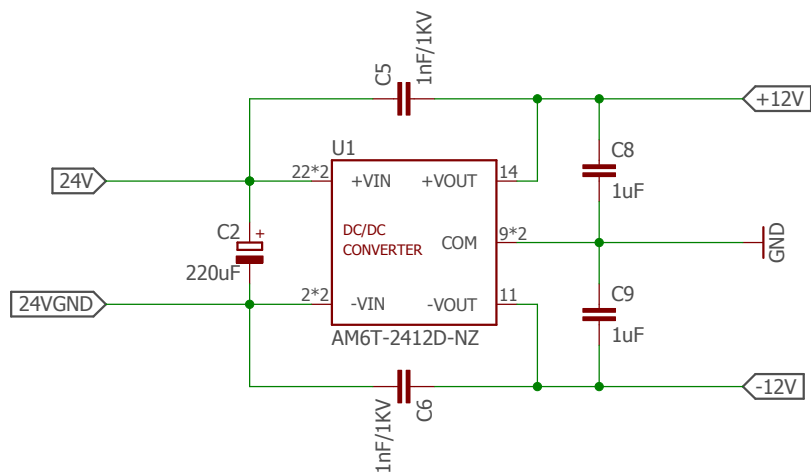 C5
1nF/1KV
+12V
U1
24V
22*2
+VIN
+VOUT
14
C8
1uF
C2
+
220uF
DC/DC
CONVERTER
COM
9*2
GND
24VGND
2*2
-VIN
-VOUT
11
C9
1uF
AM6T-2412D-NZ
1nF/1KV
C6
-12V